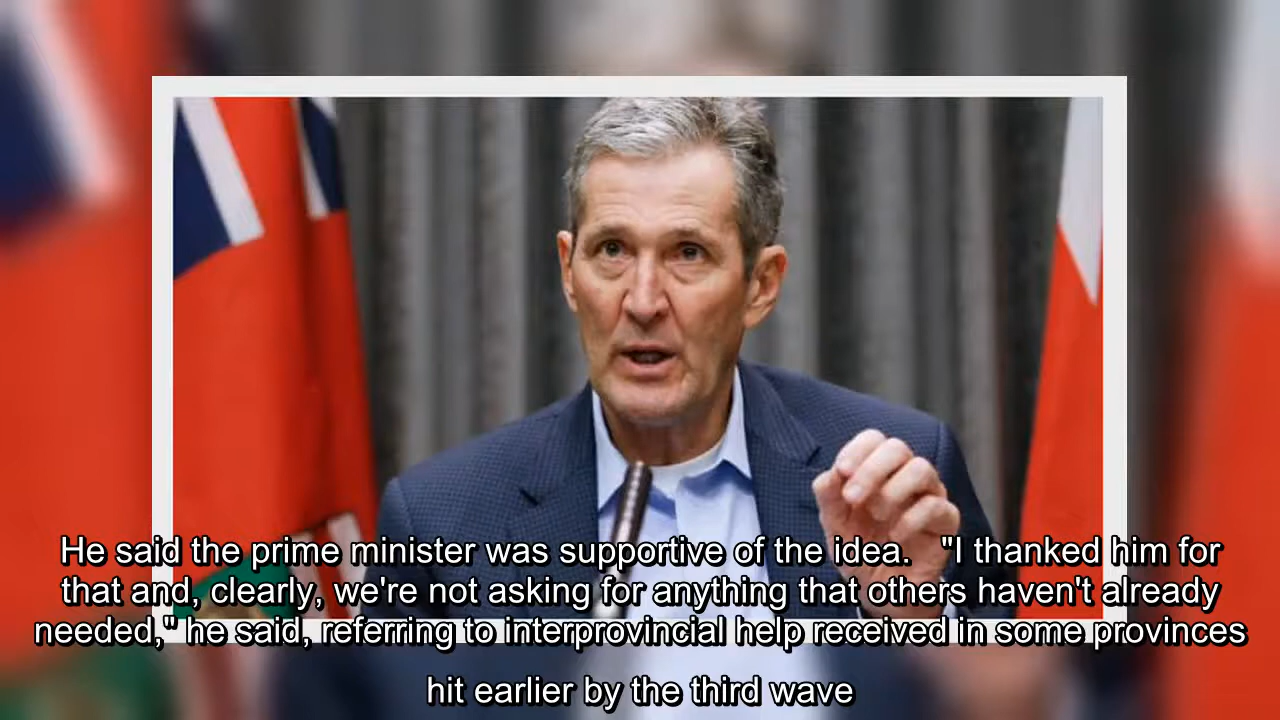 He said the prime minister was supportive of the idea.   "I thanked him for
that and, clearly, we're not asking for anything that others haven't already
needed," he said, referring to interprovincial help received in some provinces
hit earlier by the third wave